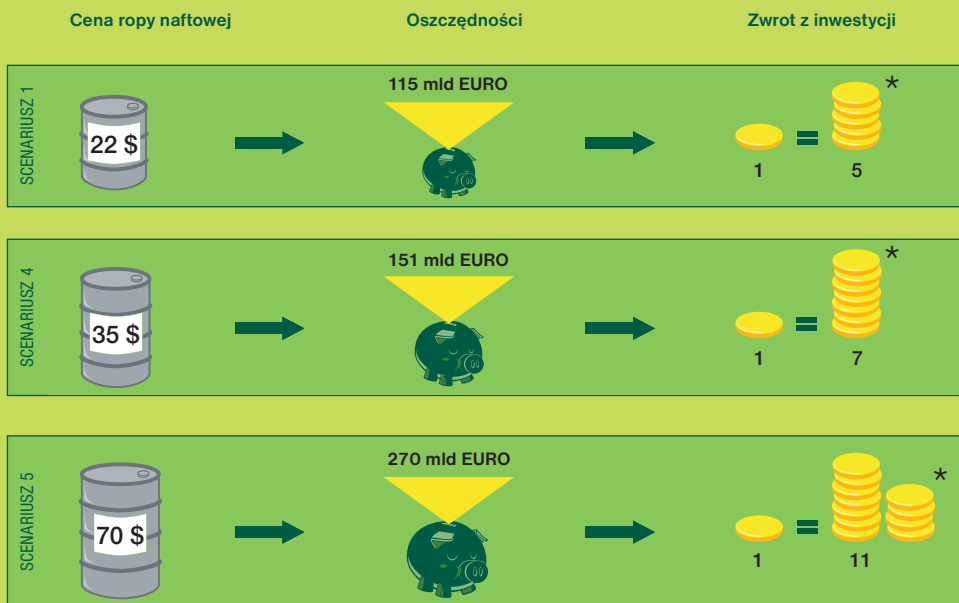 Cena ropy naftowej
Oszczędności
Zwrot z inwestycji
SCENARIUSZ 1
22 $
115 mld EURO
1
=
5
*
SCENARIUSZ 4
35 $
151 mld EURO
1
=
7
*
SCENARIUSZ 5
70 $
270 mld EURO
1
=
11
*